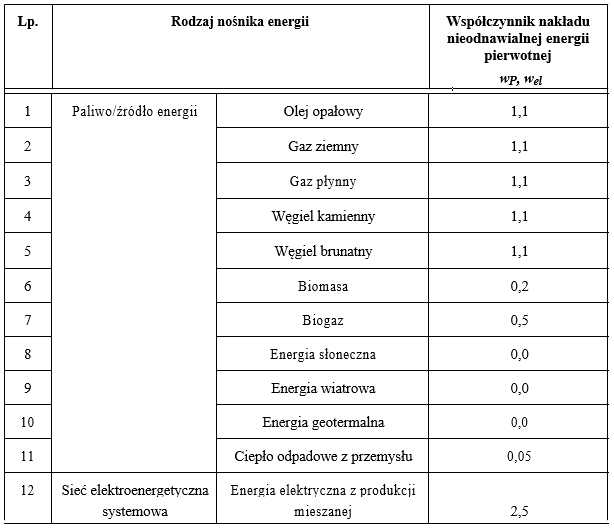 Lp.
Rodzaj nośnika energii
Współczynnik nakładu
nieodnawialnej energii
pierwotnej
wP, wel
1
Paliwo/źródło energii
Olej opałowy
1,1
2
Gaz ziemny
1,1
3
Gaz płynny
1,1
4
Węgiel kamienny
1,1
5
Węgiel brunatny
1,1
6
Biomasa
0,2
7
Biogaz
0,5
8
Energia słoneczna
0,0
9
Energia wiatrowa
0,0
10
Energia geotermalna
0,0
11
Ciepło odpadowe z przemysłu
0,05
12
Sieć elektroenergetyczna
systemowa
Energia elektryczna z produkcji
mieszanej
2,5